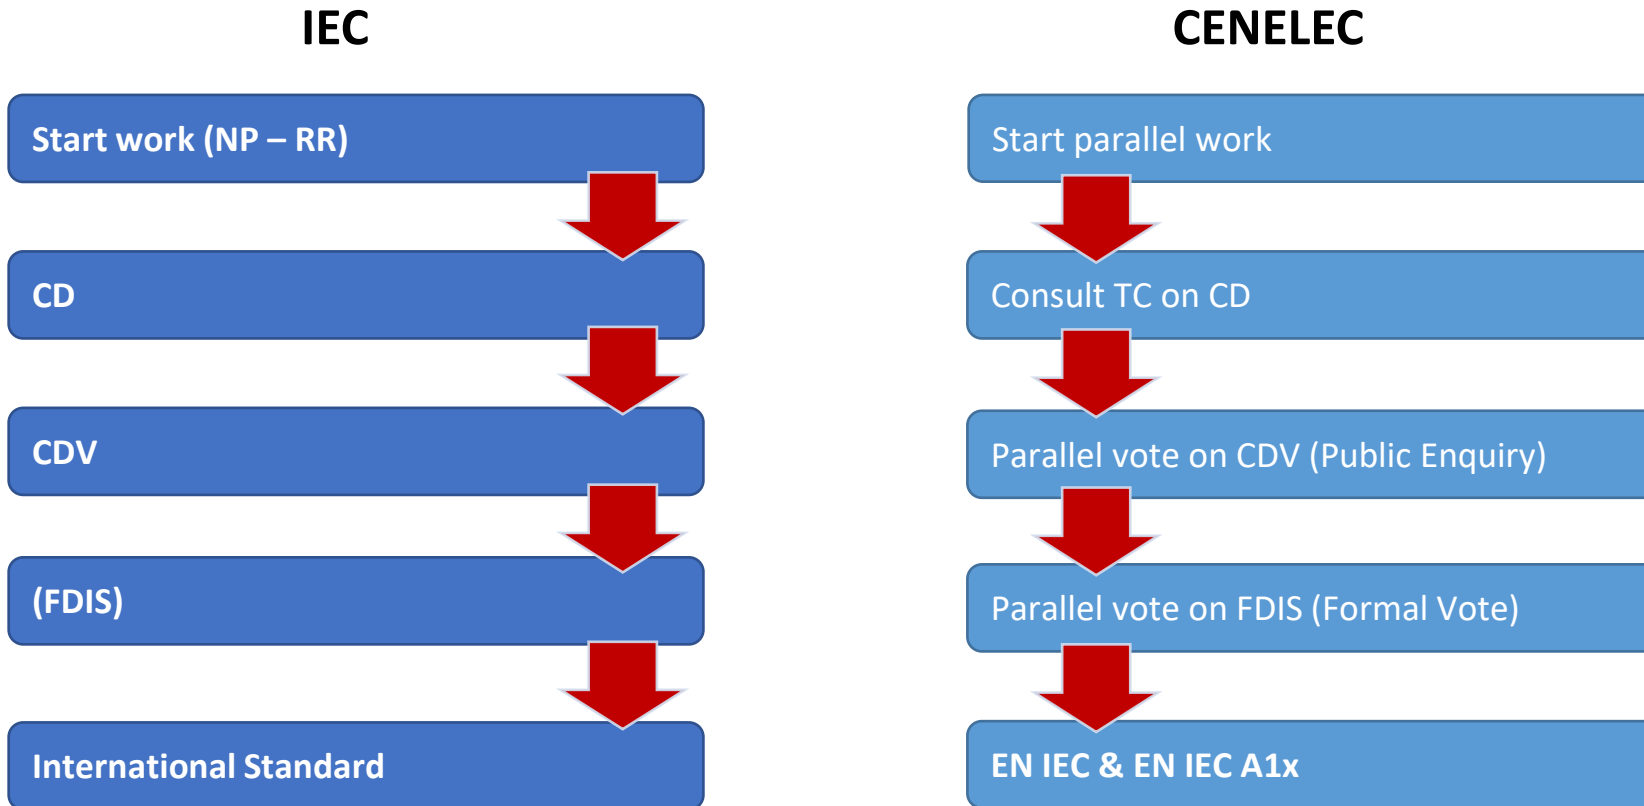 IEC
Start work (NP – RR)
CD
CDV
(FDIS)
International Standard
CENELEC
Start parallel work
Consult TC on CD
Parallel vote on CDV (Public Enquiry)
Parallel vote on FDIS (Formal Vote)
EN IEC & EN IEC A1x